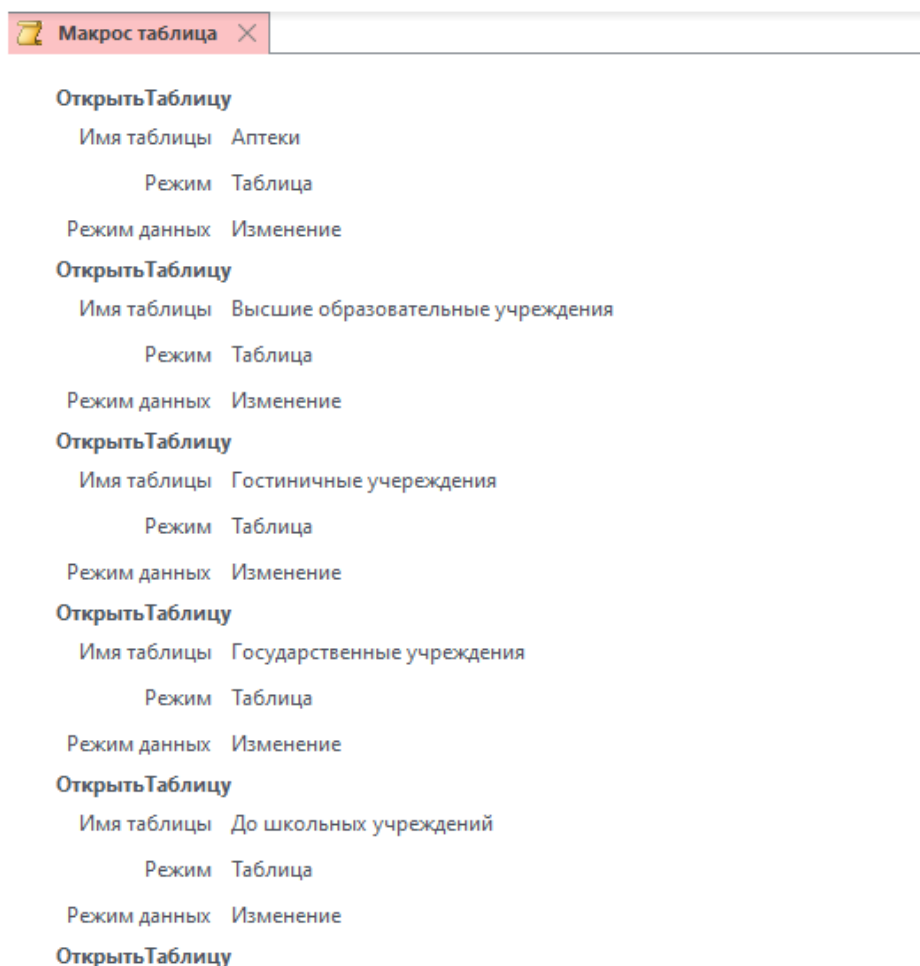 Макрос таблица
ОткрытьТаблицу
Имя таблицы Аптеки
Режим Таблица
Режим данных Изменение
ОткрытьТаблицу
Имя таблицы Высшие образовательные учреждения
Режим Таблица
Режим данных Изменение
ОткрытьТаблицу
Имя таблицы Гостиничные учереждения
Режим Таблица
Режим данных Изменение
ОткрытьТаблицу
Имя таблицы Государственные учреждения
Режим Таблица
Режим данных Изменение
ОткрытьТаблицу
Имя таблицы До школьных учреждений
Режим Таблица
Режим данных Изменение
ОткрытьТаблицу